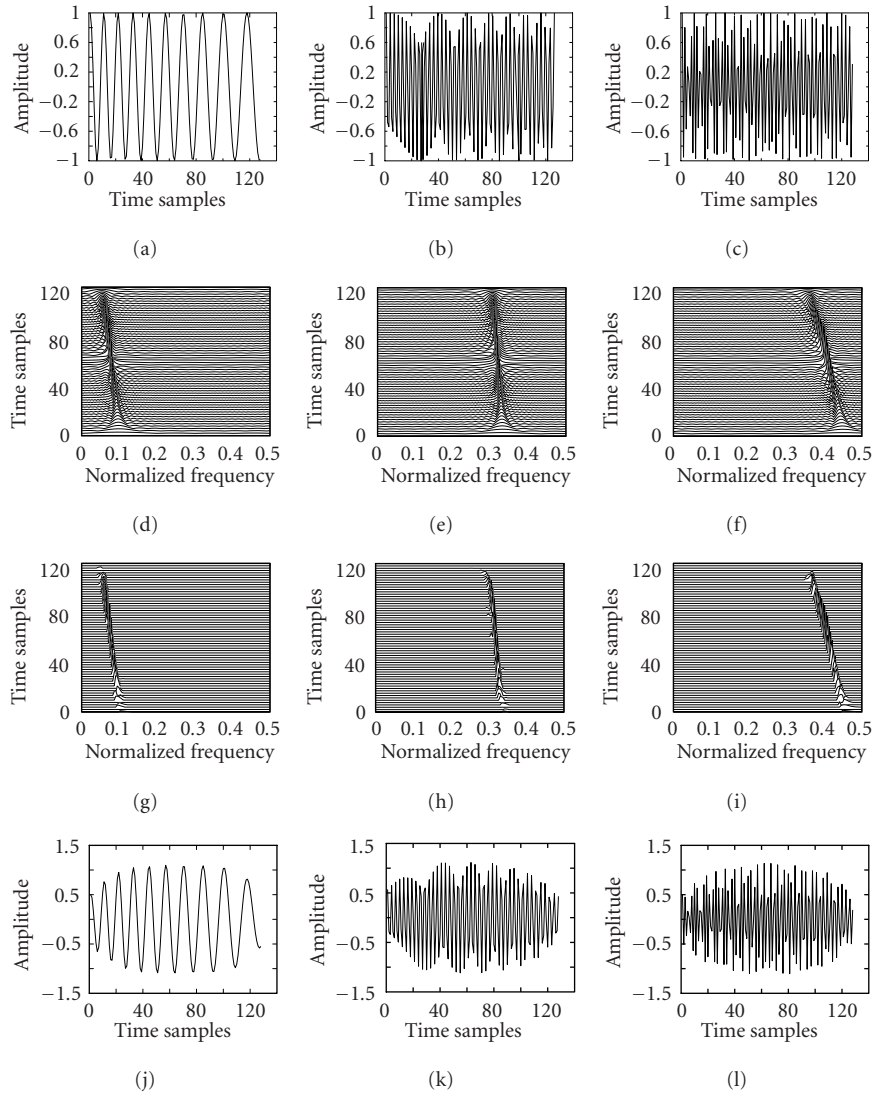 1 1 1
0.6 0.6 0.6
0.2 0.2 0.2
−0.2 −0.2 −0.2
−0.6 −0.6 −0.6
−1 −1 −1
Amplitude Amplitude Amplitude
0 40 80 120 0 40 80 120 0 40 80 120
Time samples Time samples Time samples
(a) (b) (c)
120 120 120
80 80 80
40 40 40
0 0 0
Time samples Time samples Time samples
0 0.1 0.2 0.3 0.4 0.5 0 0.1 0.2 0.3 0.4 0.5 0 0.1 0.2 0.3 0.4 0.5
Normalized frequency Normalized frequency Normalized frequency
(d) (e) (f)
120 120 120
80 80 80
40 40 40
0 0 0
Time samples Time samples Time samples
0 0.1 0.2 0.3 0.4 0.5 0 0.1 0.2 0.3 0.4 0.5 0 0.1 0.2 0.3 0.4 0.5
Normalized frequency Normalized frequency Normalized frequency
(g) (h) (i)
1.5 1.5 1.5
0.5 0.5 0.5
−0.5 −0.5 −0.5
−1.5 −1.5 −1.5
Amplitude Amplitude Amplitude
0 40 80 120 0 40 80 120 0 40 80 120
Time samples Time samples Time samples
(j) (k) (l)